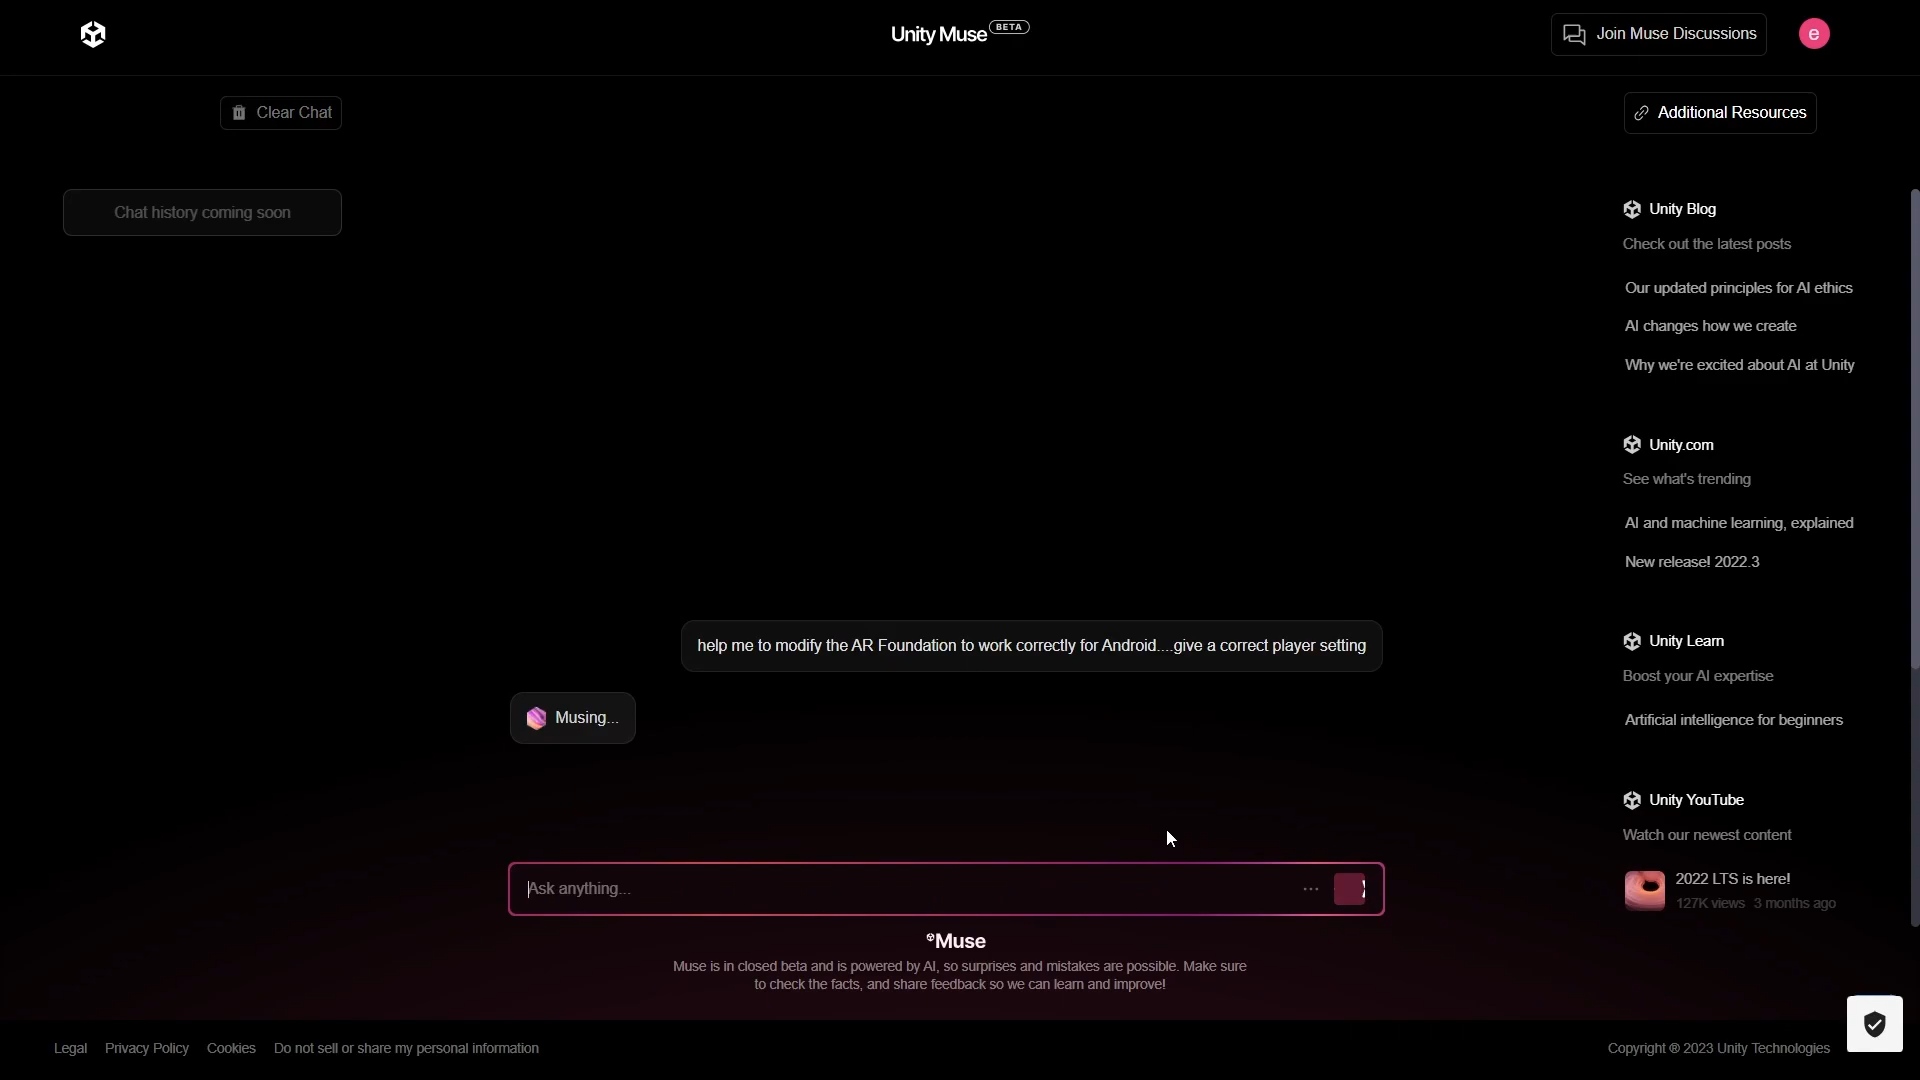 Unity Muse BETA
Join Muse Discussions
e
Clear Chat
Additional Resources
Chat history coming soon
Unity Blog
Check out the latest posts
Our updated principles for AI ethics
AI changes how we create
Why we're excited about AI at Unity
Unity.com
See what's trending
AI and machine learning, explained
New release! 2022.3
help me to modify the AR Foundation to work correctly for Android....give a correct player setting
Musing...
Unity Learn
Boost your AI expertise
Artificial intelligence for beginners
Unity YouTube
Watch our newest content
2022 LTS is here!
127K views 3 months ago
Ask anything...
Muse
Muse is in closed beta and is powered by AI, so surprises and mistakes are possible. Make sure
to check the facts, and share feedback so we can learn and improve!
Legal Privacy Policy Cookies Do not sell or share my personal information
Copyright ® 2023 Unity Technologies